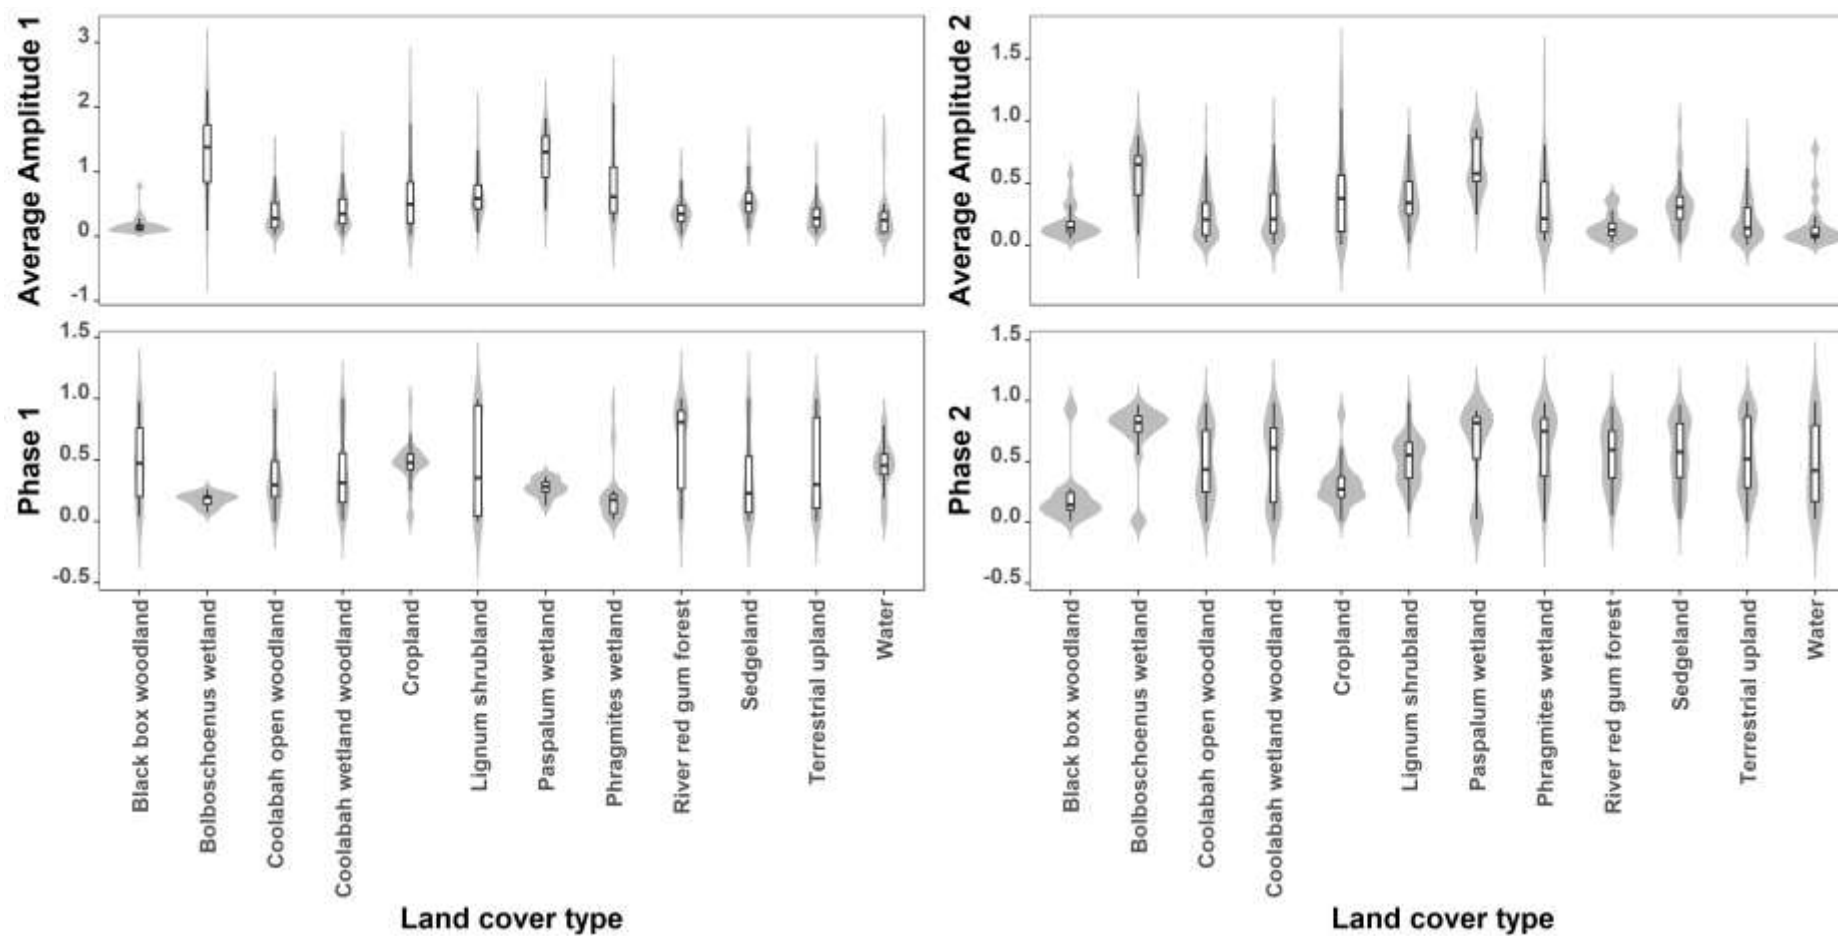 Average Amplitude 1
3
2
1
0
-1
Average Amplitude 2
1.5
1.0
0.5
0.0
Phase 1
1.5
1.0
0.5
0.0
-0.5
Phase 2
1.5
1.0
0.5
0.0
-0.5
Black box woodland
Bolboschoenus wetland
Coolabah open woodland
Coolabah wetland woodland
Cropland
Lignum shrubland
Paspalum wetland
Phragmites wetland
River red gum forest
Sedgeland
Terrestrial upland
Water
Land cover type
Black box woodland
Bolboschoenus wetland
Coolabah open woodland
Coolabah wetland woodland
Cropland
Lignum shrubland
Paspalum wetland
Phragmites wetland
River red gum forest
Sedgeland
Terrestrial upland
Water
Land cover type